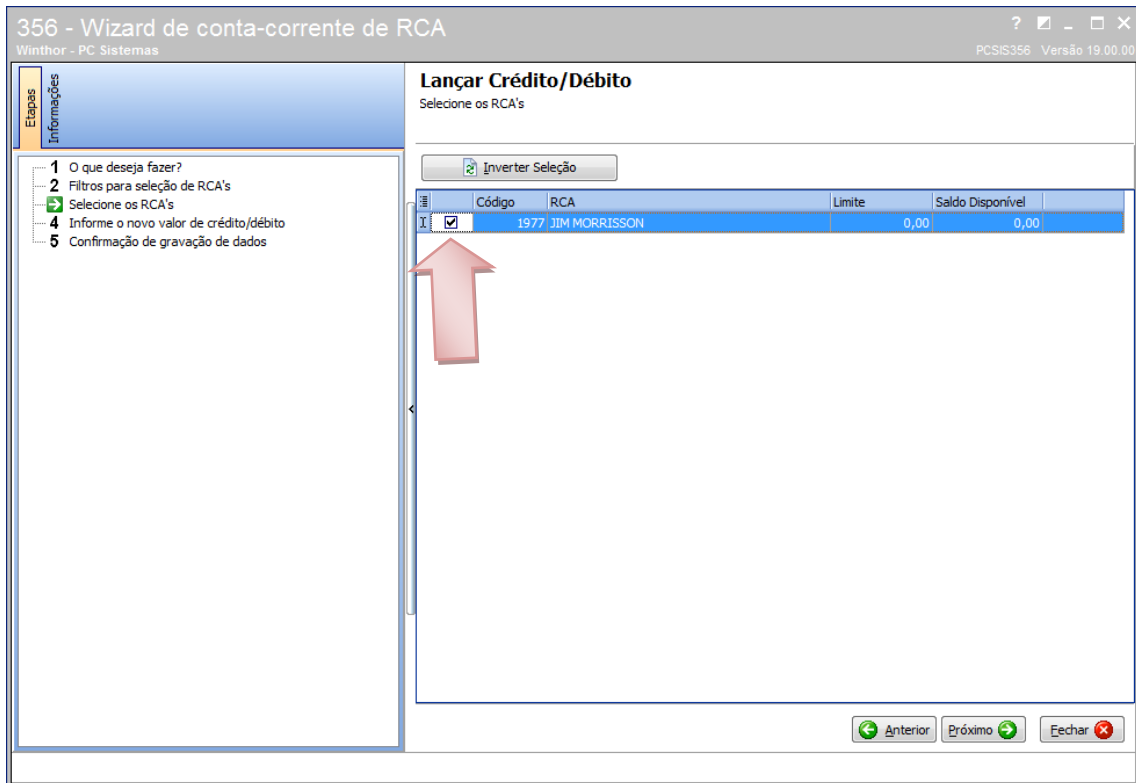 356 - Wizard de conta-corrente de RCA
Winthor - PC Sistemas
PCSIS356 Versão 19.00.00
Etapas
Informações
1 O que deseja fazer?
2 Filtros para seleção de RCA's
Selecione os RCA's
4 Informe o novo valor de crédito/débito
5 Confirmação de gravação de dados
Lançar Crédito/Débito
Selecione os RCA's
Inverter Seleção
Código RCA Limite Saldo Disponível
1977 JIM MORRISSON 0,00 0,00
Anterior Próximo Fechar